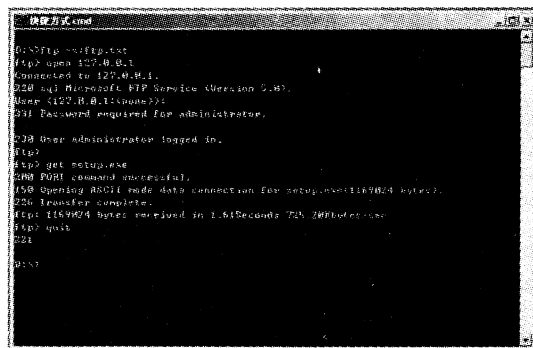 快捷方式 cmd
D:\>ftp -s:ftp.txt
ftp> open 127.0.0.1
Connected to 127.0.0.1.
220 sql Microsoft FTP Service (Version 5.0).
User (127.0.0.1:(none)):
331 Password required for administrator.
230 User administrator logged in.
ftp>
ftp> get setup.exe
200 PORT command successful.
150 Opening ASCII mode data connection for setup.exe(1169024 bytes).
226 Transfer complete.
ftp: 1169024 bytes received in 1.61Seconds
ftp> quit
221
D:\>